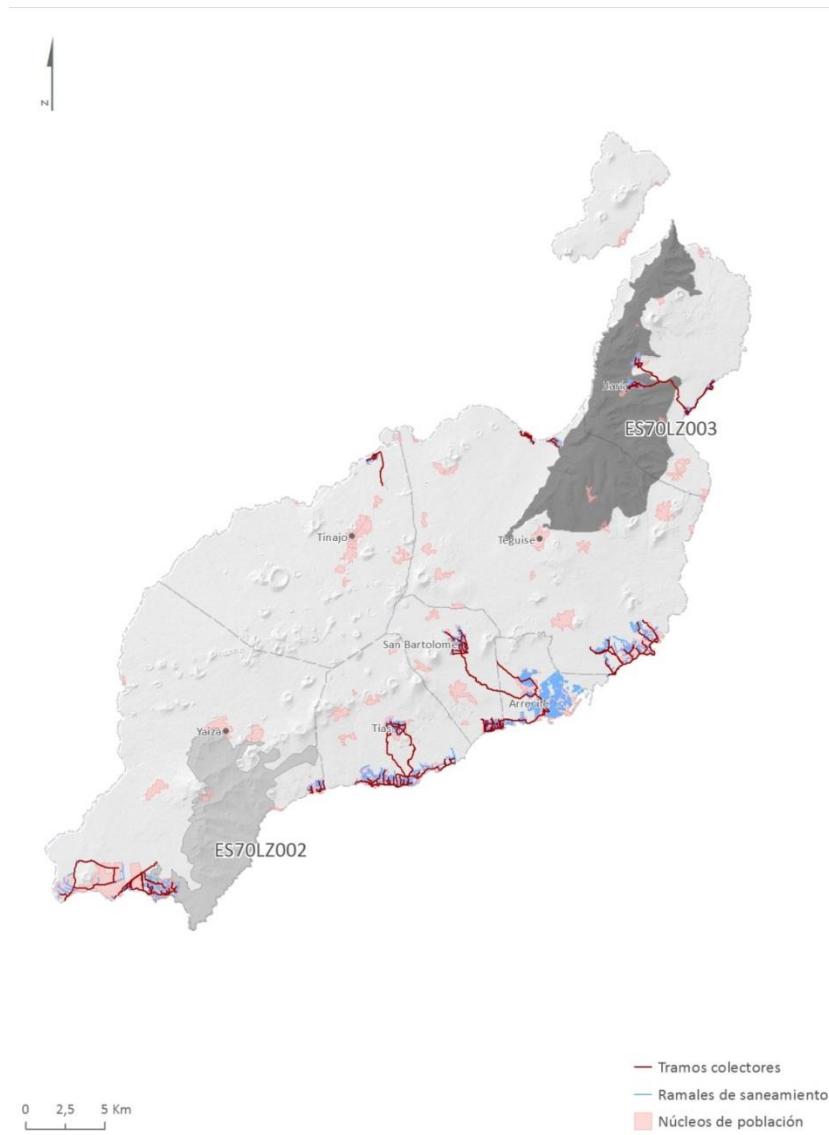 N
Haría
ES70LZ003
Tinajo
Teguise
San Bartolomé
Arrecife
Tías
Yaiza
ES70LZ002
Tramos colectores
Ramales de saneamiento
Núcleos de población
0 2,5 5 Km